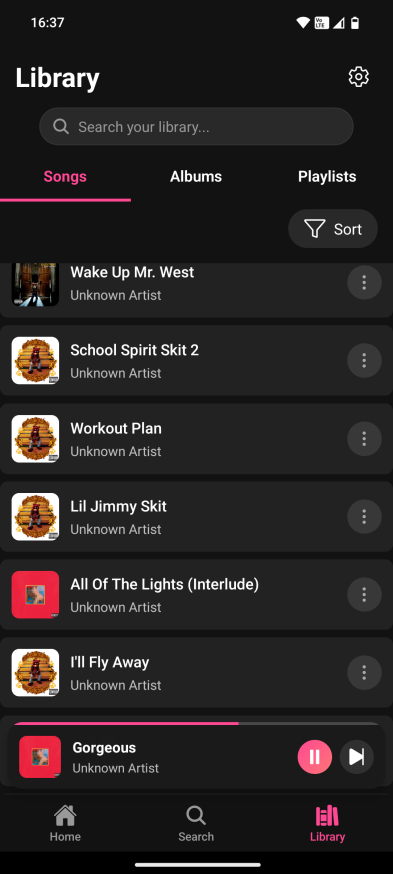 16:37
Vo
LTE
Library
Search your library...
Songs
Albums
Playlists
Sort
Wake Up Mr. West
Unknown Artist
School Spirit Skit 2
Unknown Artist
Workout Plan
Unknown Artist
Lil Jimmy Skit
Unknown Artist
All Of The Lights (Interlude)
Unknown Artist
I'll Fly Away
Unknown Artist
Gorgeous
Unknown Artist
Home
Search
Library